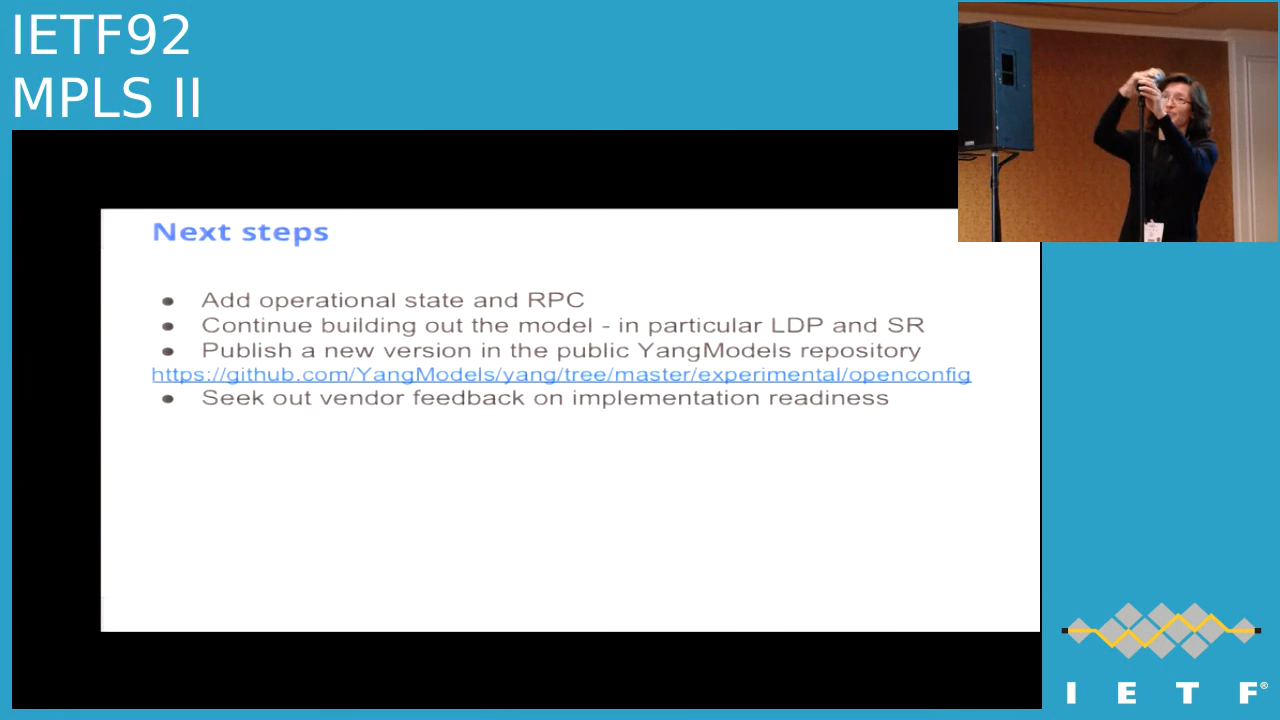 IETF92
MPLS II
Next steps
● Add operational state and RPC
● Continue building out the model - in particular LDP and SR
● Publish a new version in the public YangModels repository
https://github.com/YangModels/yang/tree/master/experimental/openconfig
● Seek out vendor feedback on implementation readiness
I E T F®